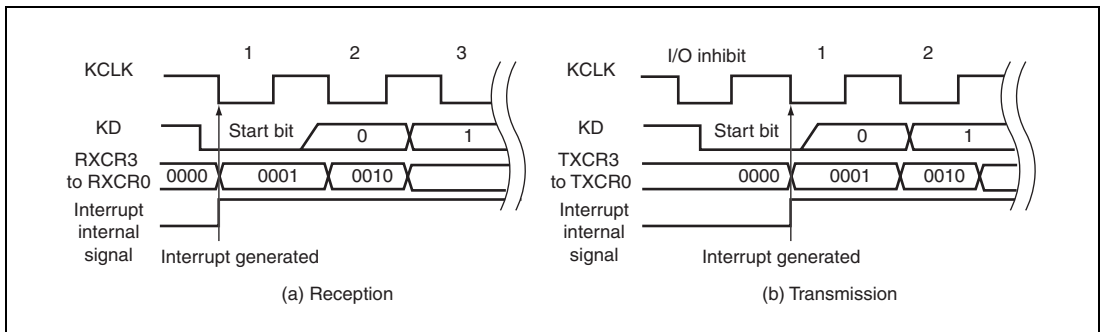 1 2 3
KCLK
KD Start bit 0 1
RXCR3
to RXCR0 0000 0001 0010
Interrupt
internal
signal
Interrupt generated
(a) Reception
I/O inhibit 1 2
KCLK
KD Start bit 0 1
TXCR3
to TXCR0 0000 0001 0010
Interrupt
internal
signal
Interrupt generated
(b) Transmission